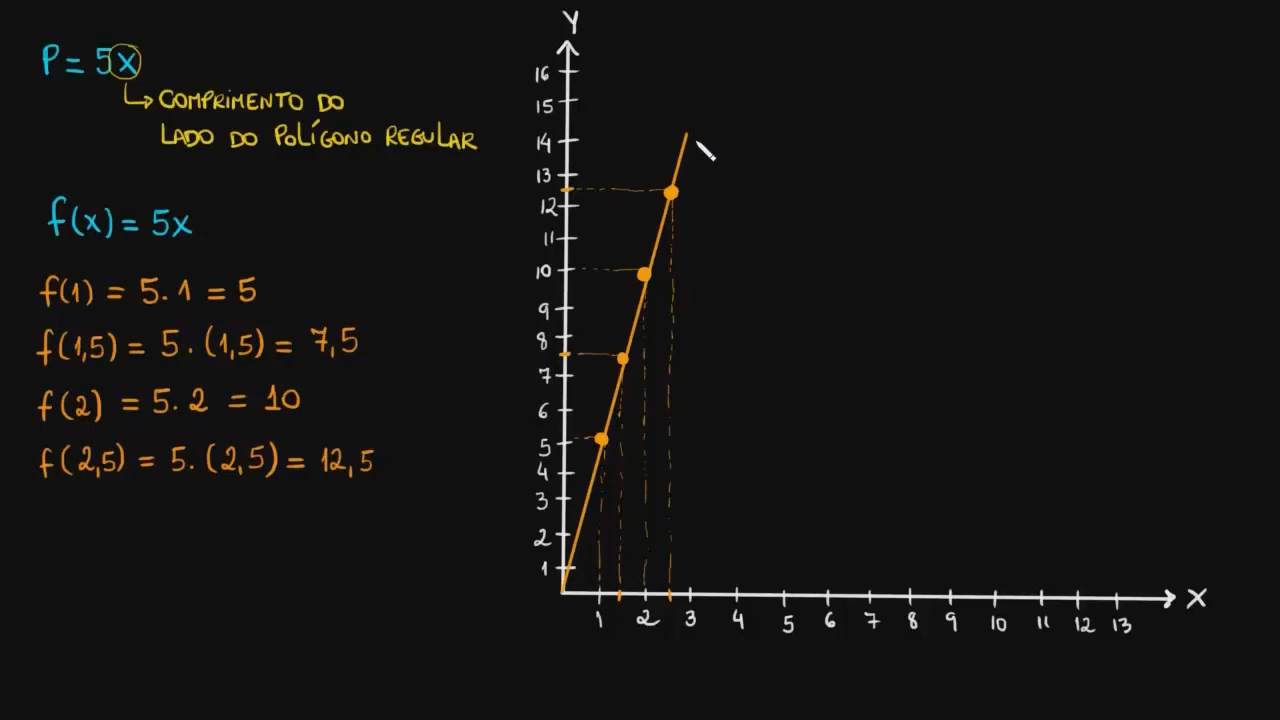 P = 5x
COMPRIMENTO DO
LADO DO POLÍGONO REGULAR
f(x) = 5x
f(1) = 5.1 = 5
f(1,5) = 5.(1,5) = 7,5
f(2) = 5.2 = 10
f(2,5) = 5.(2,5) = 12,5
Y
16
15
14
13
12
11
10
9
8
7
6
5
4
3
2
1
1 2 3 4 5 6 7 8 9 10 11 12 13 X